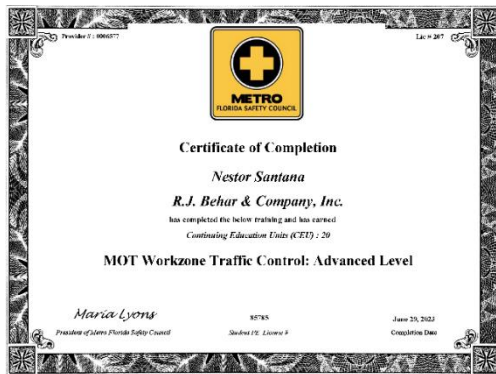 Provider # : 0006577
Lic # 207
METRO
FLORIDA SAFETY COUNCIL
Certificate of Completion
Nestor Santana
R.J. Behar & Company, Inc.
has completed the below training and has earned
Continuing Education Units (CEU) : 20
MOT Workzone Traffic Control: Advanced Level
Maria Lyons
President of Metro Florida Safety Council
85785
Student PE. License #
June 29, 2023
Completion Date